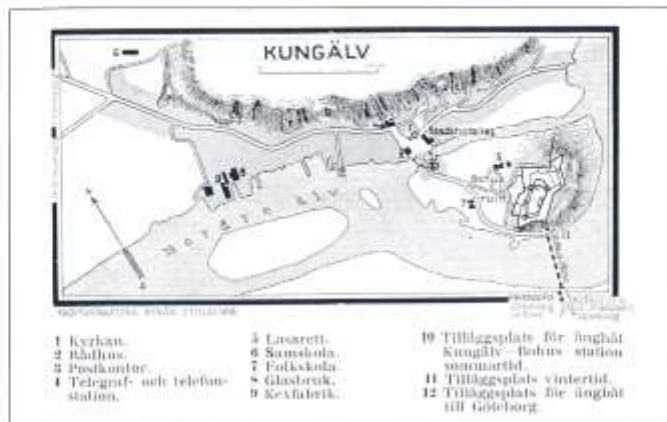 KUNGÄLV
Stadshotellet
Nordre älv
1 Kyrkan.
2 Rådhus.
3 Postkontor.
4 Telegraf- och telefon-
station.
5 Lasarett.
6 Samskola.
7 Folkskola.
8 Glasbruk.
9 Kexfabrik.
10 Tilläggsplats för ångbåt
Kungälv—Bohus station
sommartid.
11 Tilläggsplats vintertid.
12 Tilläggsplats för ångbåt
till Göteborg